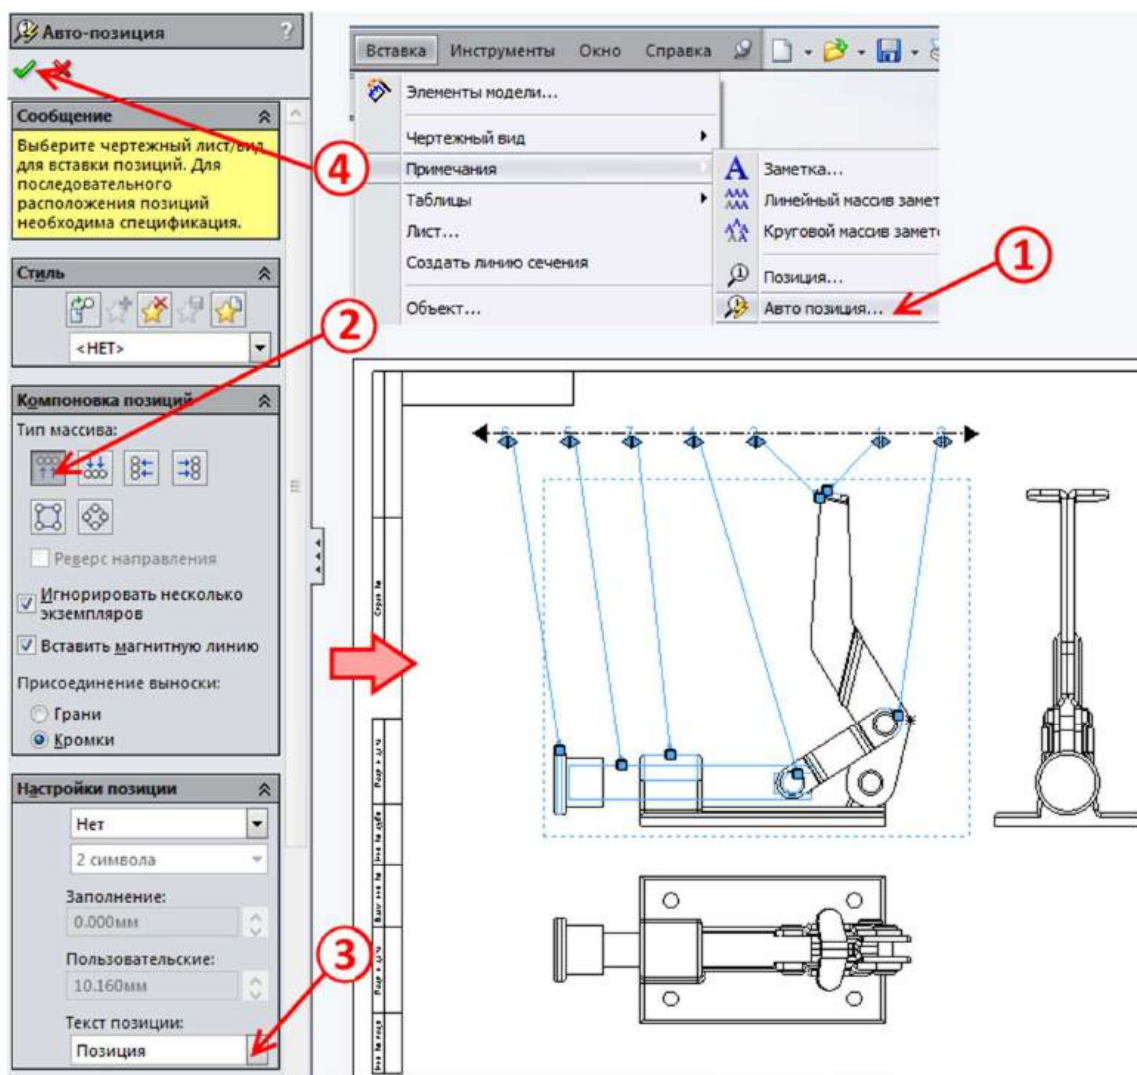 Авто-позиция
?
Сообщение
Выберите чертежный лист/вид
для вставки позиций. Для
последовательного
расположения позиций
необходима спецификация.
Стиль
<НЕТ>
Компоновка позиций
Тип массива:
Реверс направления
Игнорировать несколько
экземпляров
Вставить магнитную линию
Присоединение выноски:
Грани
Кромки
Настройки позиции
Нет
2 символа
Заполнение:
0.000мм
Пользовательские:
10.160мм
Текст позиции:
Позиция
4
2
3
Вставка Инструменты Окно Справка
Элементы модели...
Чертежный вид
Примечания
Таблицы
Лист...
Создать линию сечения
Объект...
Заметка...
Линейный массив замет
Круговой массив замет
Позиция...
Авто позиция...
1